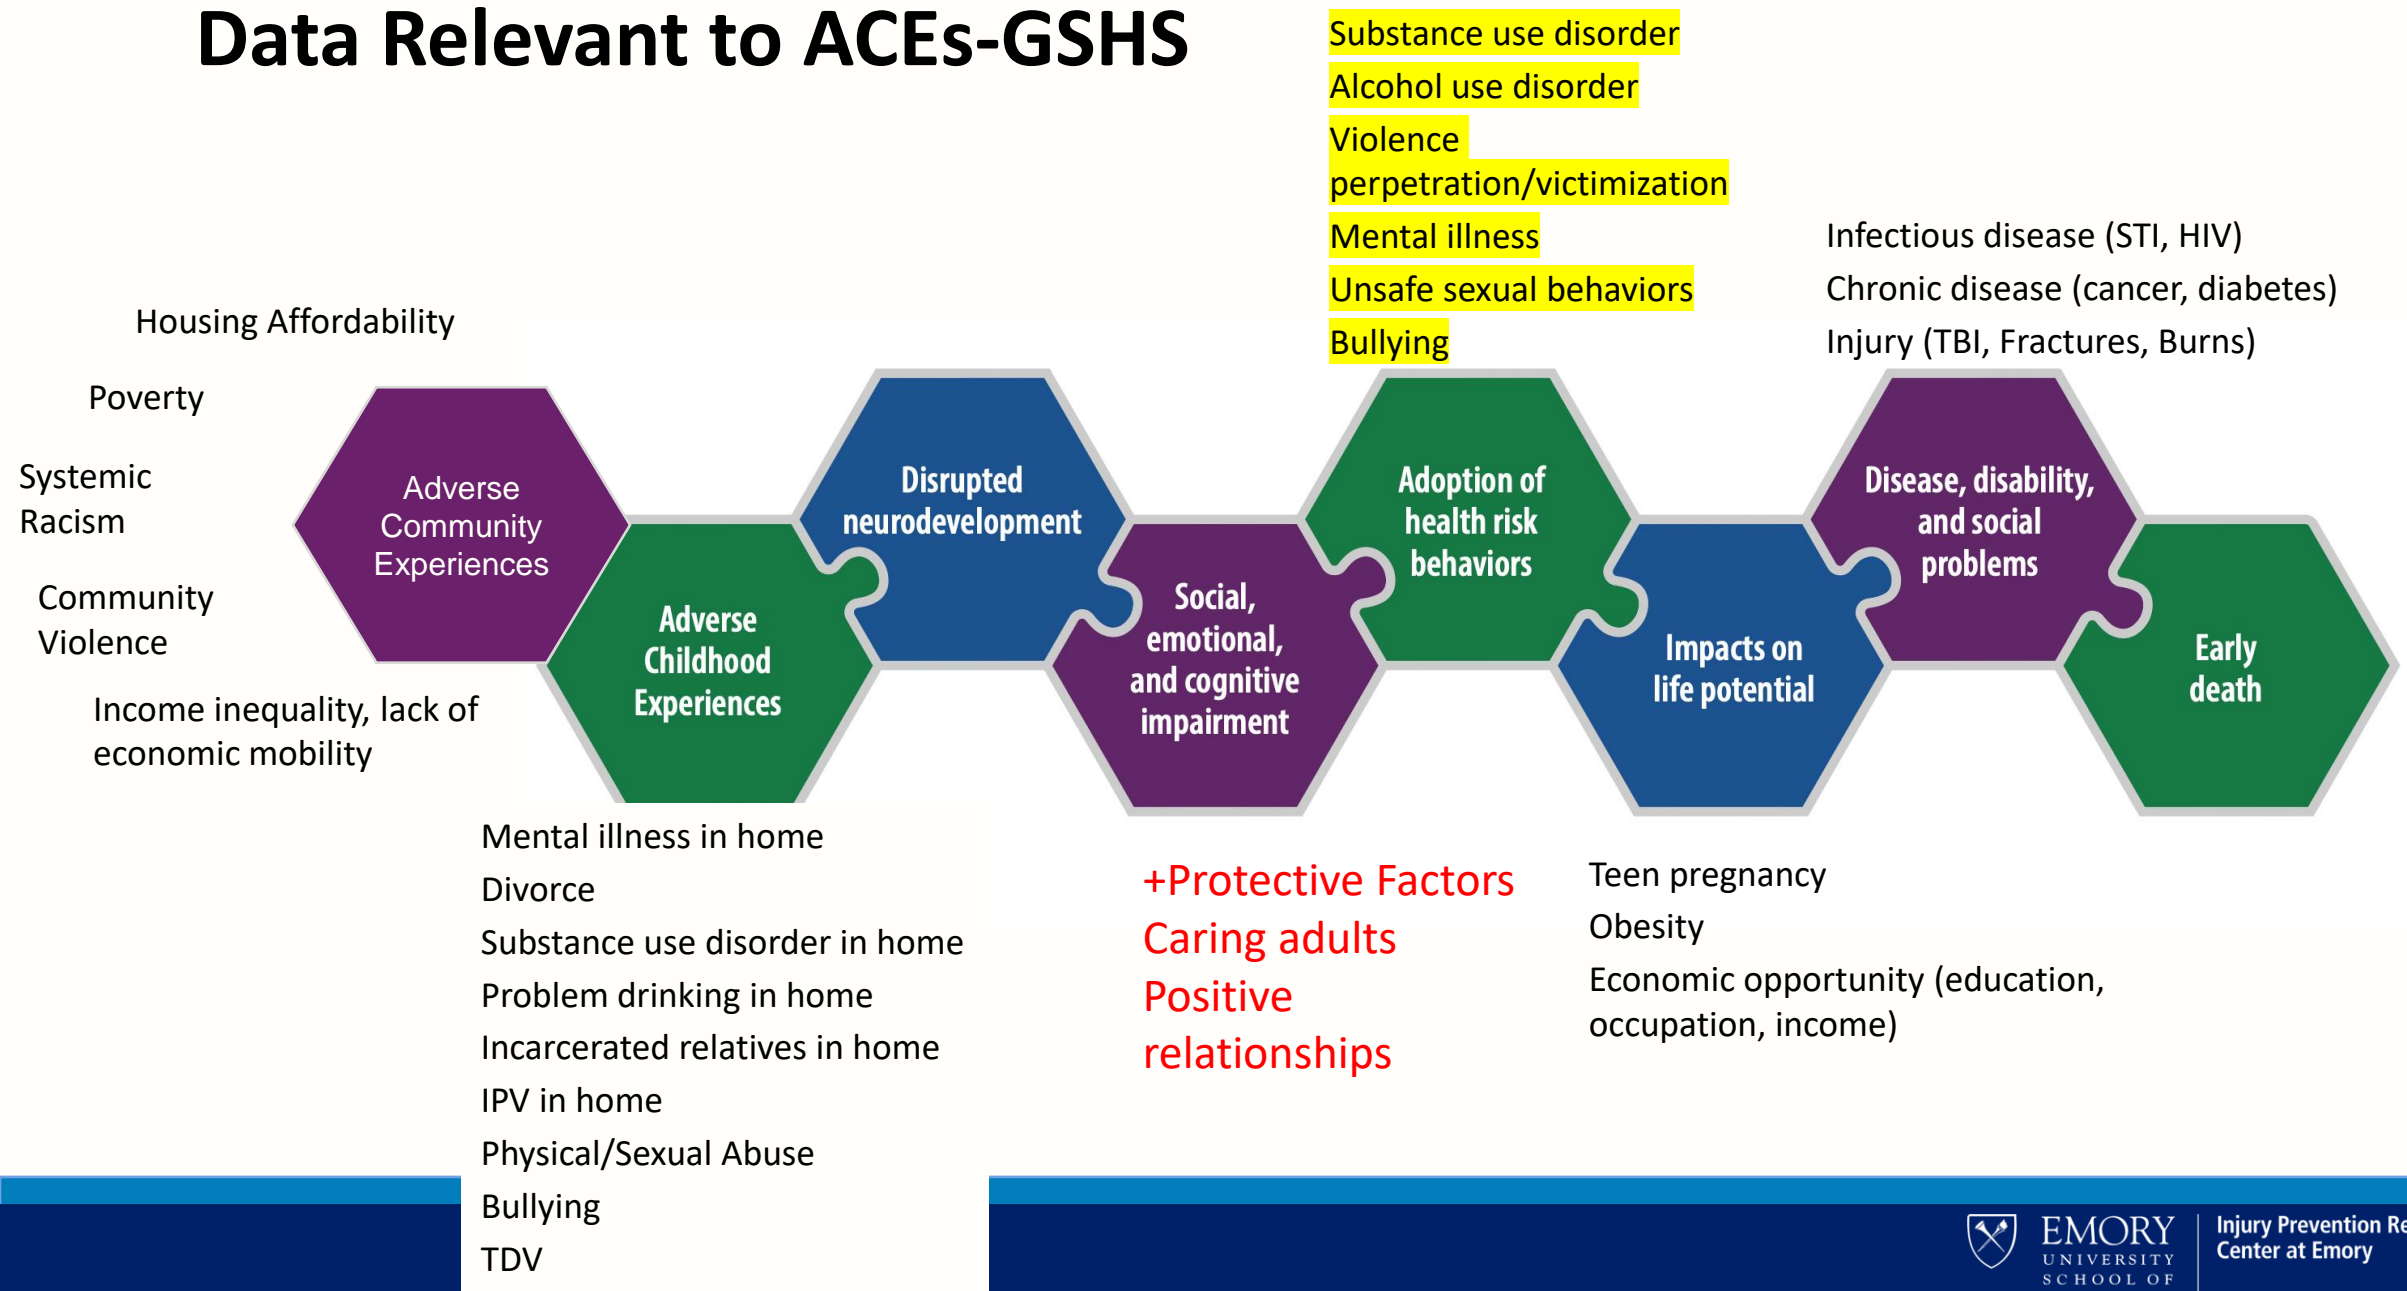 Data Relevant to ACEs-GSHS
Substance use disorder
Alcohol use disorder
Violence
perpetration/victimization
Mental illness
Unsafe sexual behaviors
Bullying
Infectious disease (STI, HIV)
Chronic disease (cancer, diabetes)
Injury (TBI, Fractures, Burns)
Housing Affordability
Poverty
Systemic
Racism
Community
Violence
Income inequality, lack of
economic mobility
Adverse
Community
Experiences
Adverse
Childhood
Experiences
Disrupted
neurodevelopment
Social,
emotional,
and cognitive
impairment
Adoption of
health risk
behaviors
Impacts on
life potential
Disease, disability,
and social
problems
Early
death
Mental illness in home
Divorce
Substance use disorder in home
Problem drinking in home
Incarcerated relatives in home
IPV in home
Physical/Sexual Abuse
Bullying
TDV
+Protective Factors
Caring adults
Positive
relationships
Teen pregnancy
Obesity
Economic opportunity (education,
occupation, income)
EMORY
UNIVERSITY
SCHOOL OF
Injury Prevention Re
Center at Emory